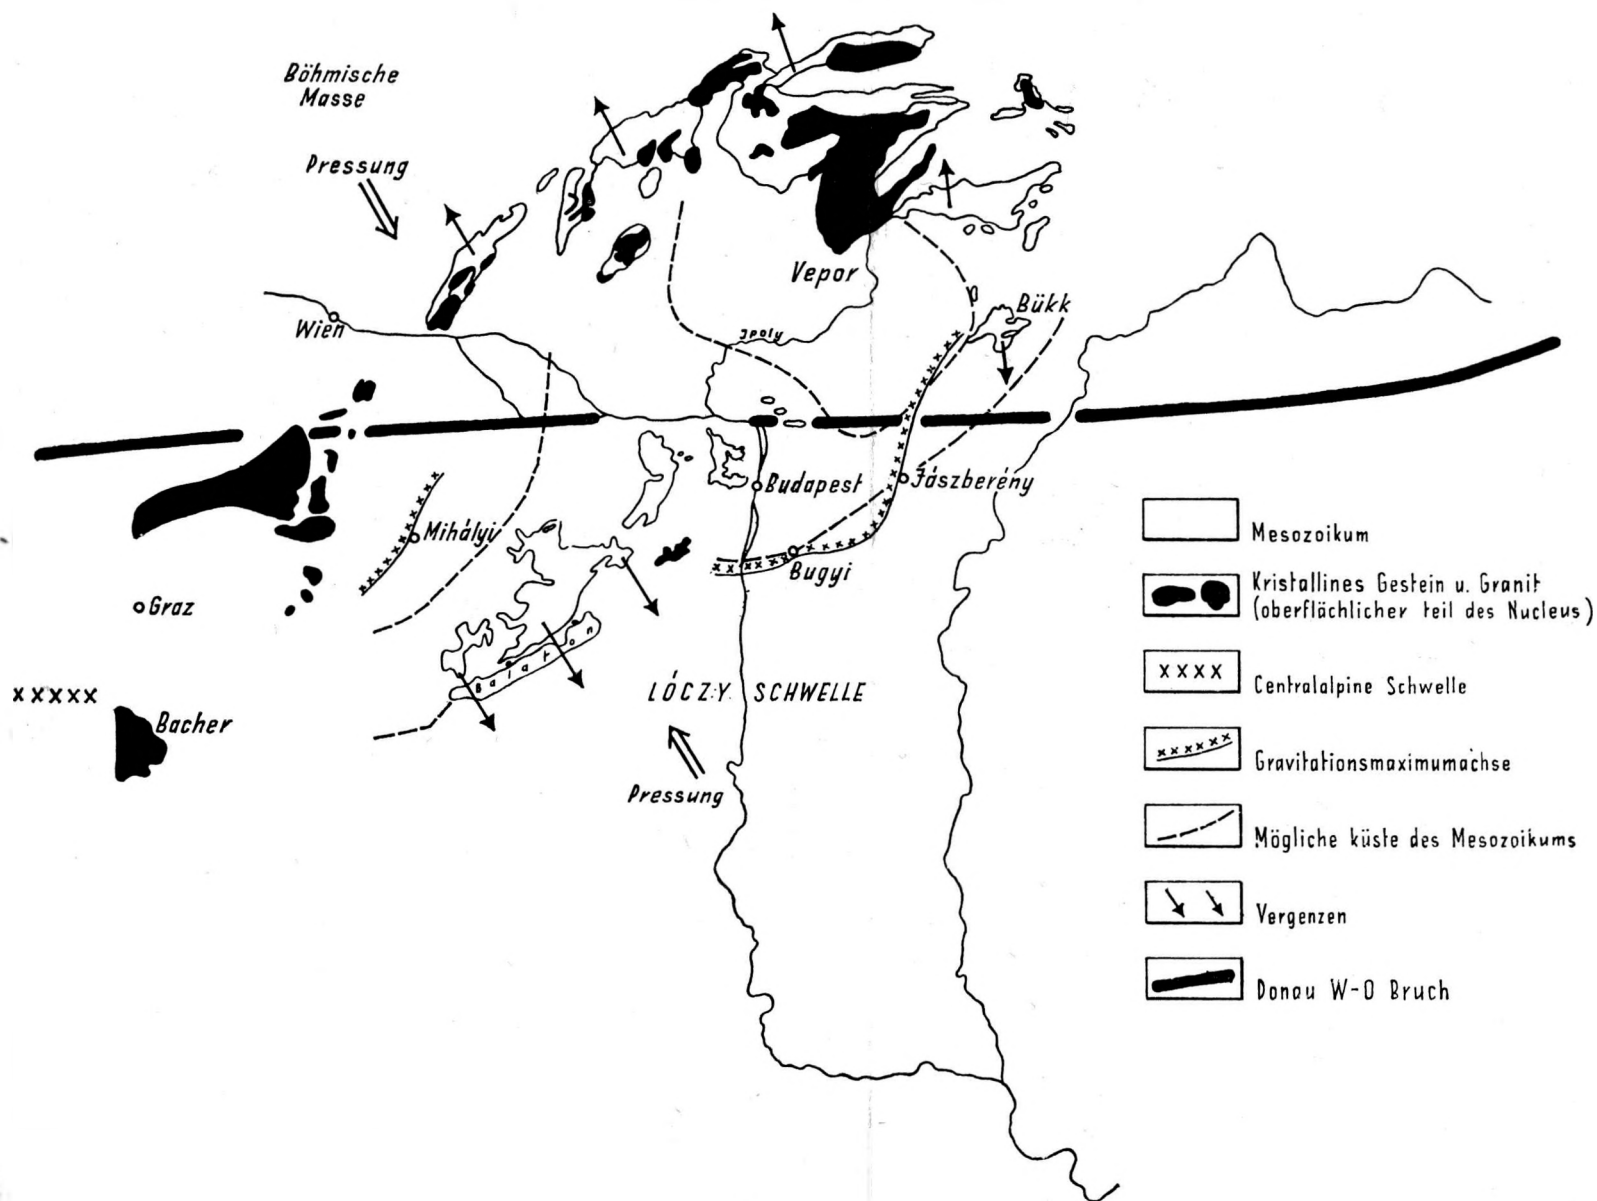 Böhmische
Masse
Pressung
Vepor
Bükk
Wien
Jpoly
Budapest
Jászberény
Mihályi
Bugyi
Graz
Balaton
LÓCZY SCHWELLE
xxxxx
Bacher
Pressung
Mesozoikum
Kristallines Gestein u. Granit
(oberflächlicher teil des Nucleus)
xxxx
Centralalpine Schwelle
Gravitationsmaximumachse
Mögliche küste des Mesozoikums
Vergenzen
Donau W-O Bruch